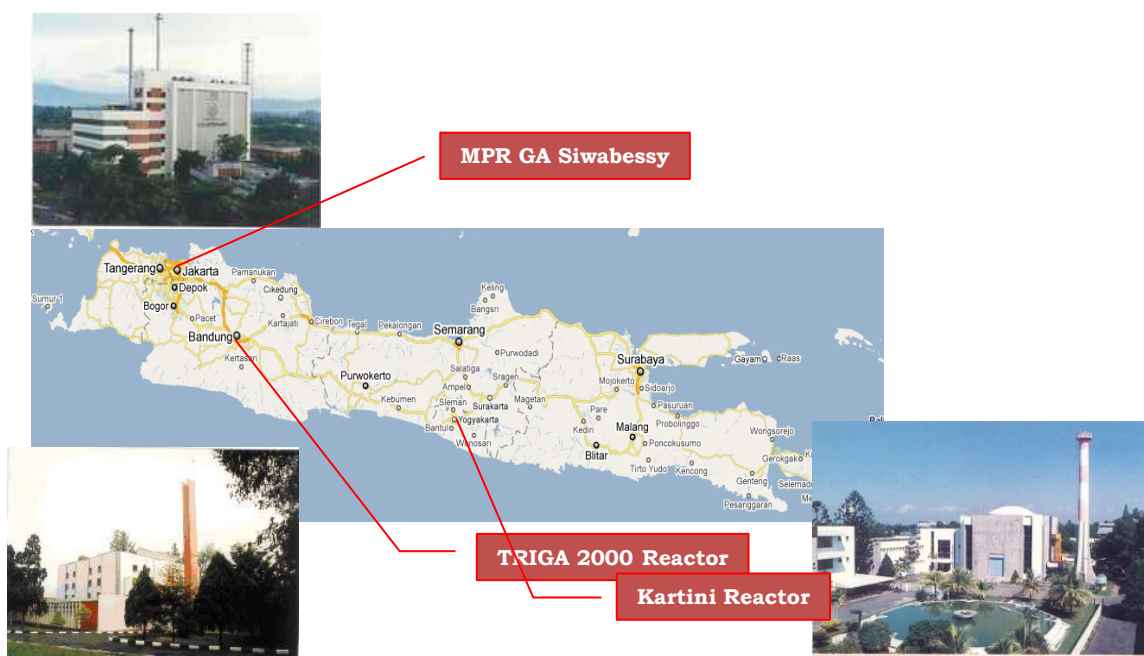 MPR GA Siwabessy
Tangerang
Jakarta
Pamanukan
Sumur 1
Depok
Cikedung
Keling
Bangsri
Bogor
Pacet
Kartajati
Cirebon
Tegal
Pekalongan
Semarang
Bandung
Purwodadi
Gayam
Raas
Kertasari
Surabaya
Purwokerto
Salatiga
Ampel
Sragen
Mojokerto
Sidoarjo
Kebumen
Sleman
Surakarta
Magetan
Pare
Pasuruan
Yogyakarta
Probolinggo
Bantul
Kediri
Malang
Wonosari
Wongsorejo
Blitar
Poncokusumo
Gerokgak
Tirto Yudo
Kencong
Genteng
Pesanggaran
TRIGA 2000 Reactor
Kartini Reactor